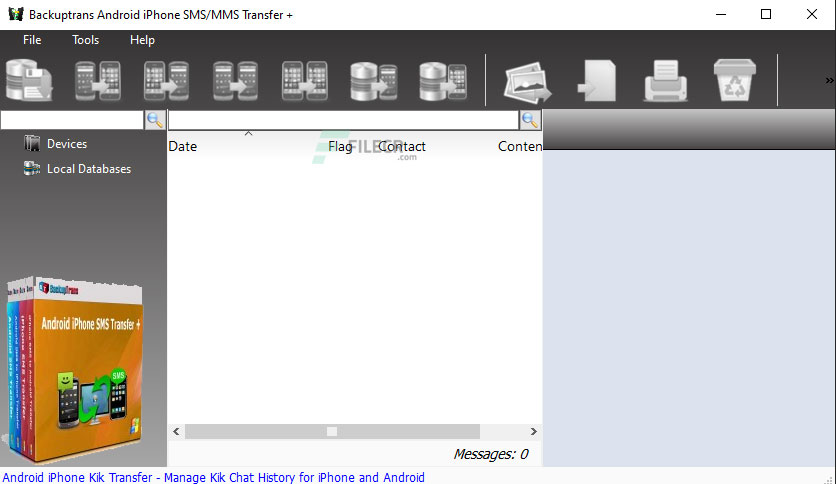 Backuptrans Android iPhone SMS/MMS Transfer +
File Tools Help
»
Date Flag Contact Conten
FILECR
.com
Devices
Local Databases
BackupTrans
Android iPhone SMS Transfer +
SMS
Messages: 0
Android iPhone Kik Transfer - Manage Kik Chat History for iPhone and Android